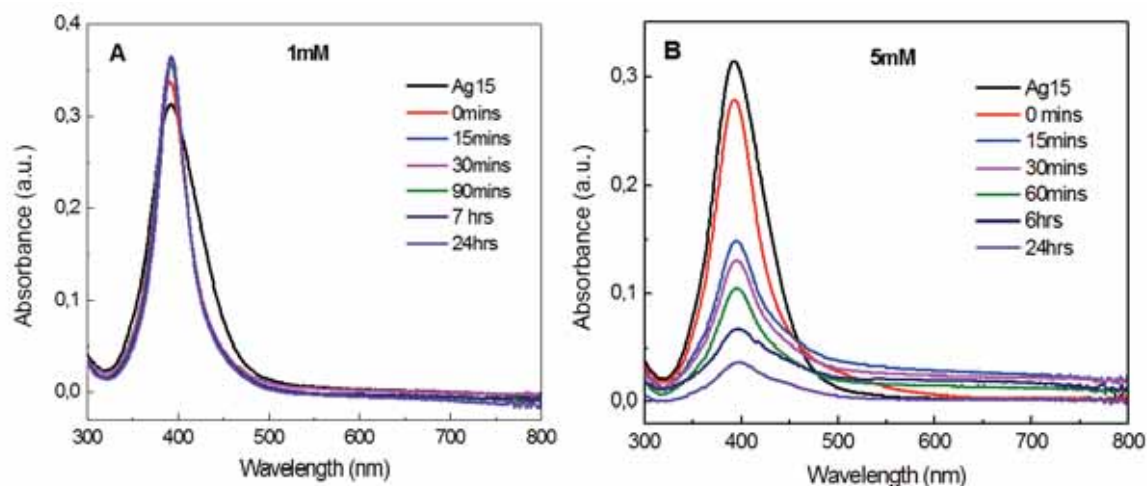 A
1mM
Ag15
0mins
15mins
30mins
90mins
7 hrs
24hrs
0,4
0,3
0,2
0,1
0,0
Absorbance (a.u.)
300 400 500 600 700 800
Wavelength (nm)
B
5mM
Ag15
0 mins
15mins
30mins
60mins
6hrs
24hrs
0,3
0,2
0,1
0,0
Absorbance (a.u.)
300 400 500 600 700 800
Wavelength (nm)